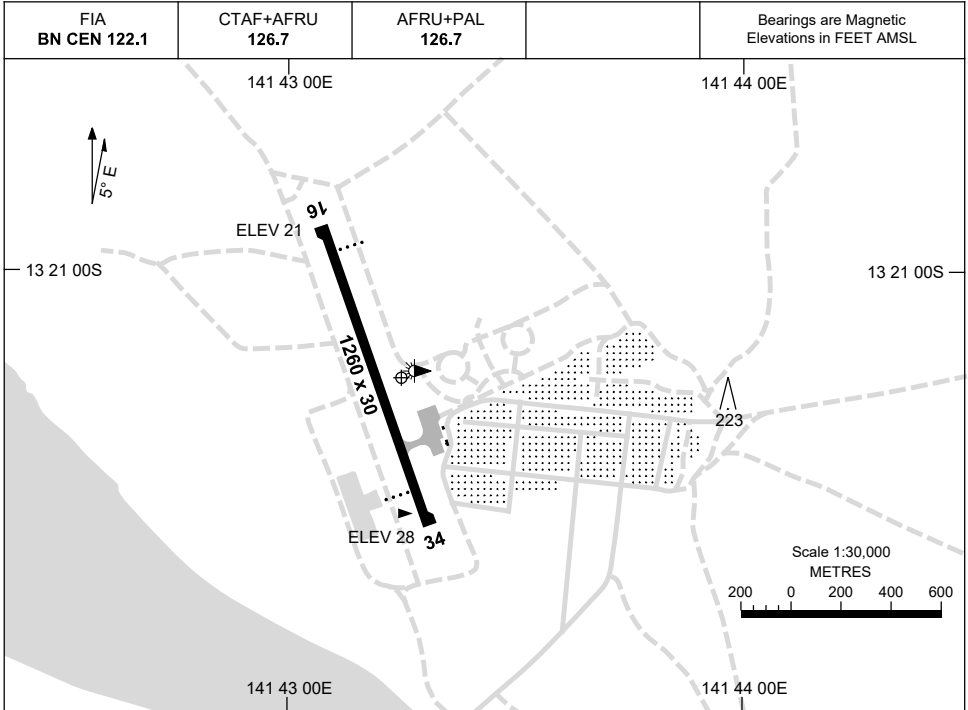 FIA
BN CEN 122.1
CTAF+AFRU
126.7
AFRU+PAL
126.7
Bearings are Magnetic
Elevations in FEET AMSL
141 43 00E
141 44 00E
5° E
16
ELEV 21
13 21 00S
13 21 00S
1260 x 30
223
ELEV 28
34
Scale 1:30,000
METRES
200 0 200 400 600
141 43 00E
141 44 00E